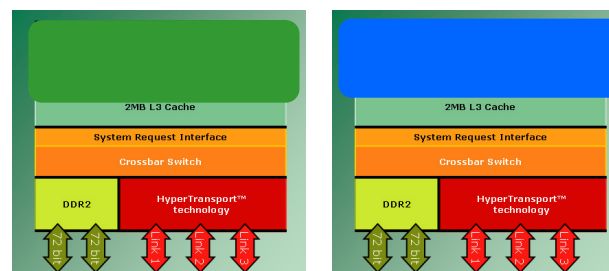 2MB L3 Cache
System Request Interface
Crossbar Switch
DDR2
HyperTransport™
technology
72 bit
72 bit
Link 1
Link 2
Link 3
2MB L3 Cache
System Request Interface
Crossbar Switch
DDR2
HyperTransport™
technology
72 bit
72 bit
Link 1
Link 2
Link 3